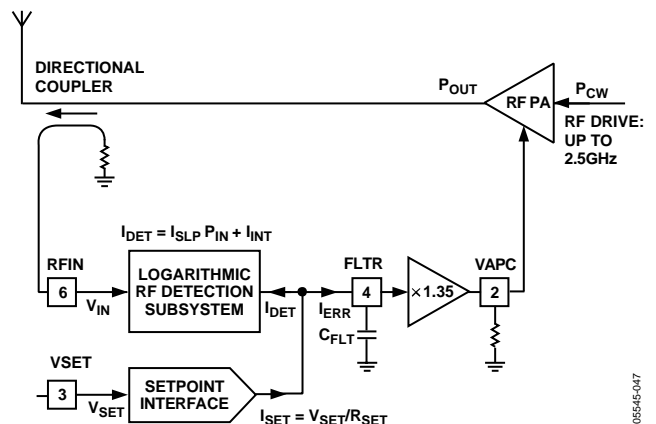 DIRECTIONAL
COUPLER
P_OUT
RF PA
P_CW
RF DRIVE:
UP TO
2.5GHz
I_DET = I_SLP P_IN + I_INT
RFIN
6
V_IN
LOGARITHMIC
RF DETECTION
SUBSYSTEM
I_DET
I_ERR
FLTR
4
C_FLT
×1.35
VAPC
2
VSET
3
V_SET
SETPOINT
INTERFACE
I_SET = V_SET/R_SET
05545-047